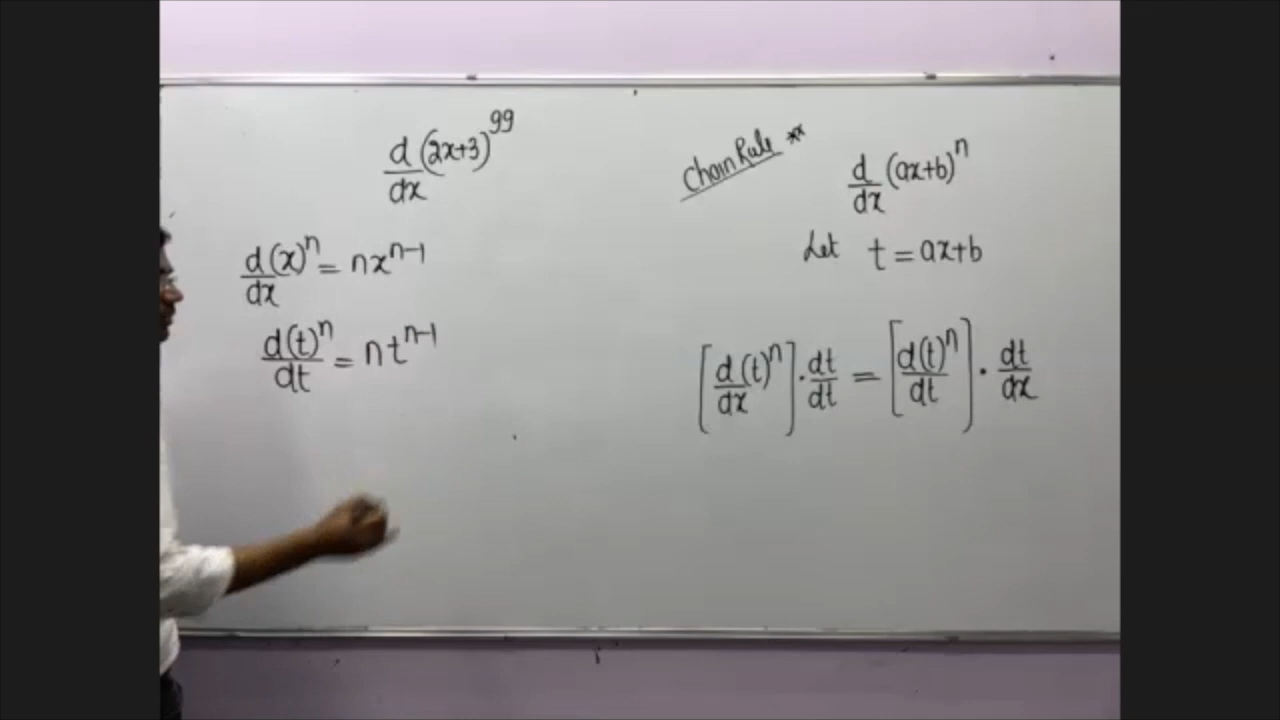 d/dx (2x+3)^99
d/dx (x)^n = nx^n-1
d(t)^n/dt = nt^n-1
Chain Rule **
d/dx (ax+b)^n
Let t = ax+b
[d/dx (t)^n] · dt/dt = [d(t)^n/dt] · dt/dx